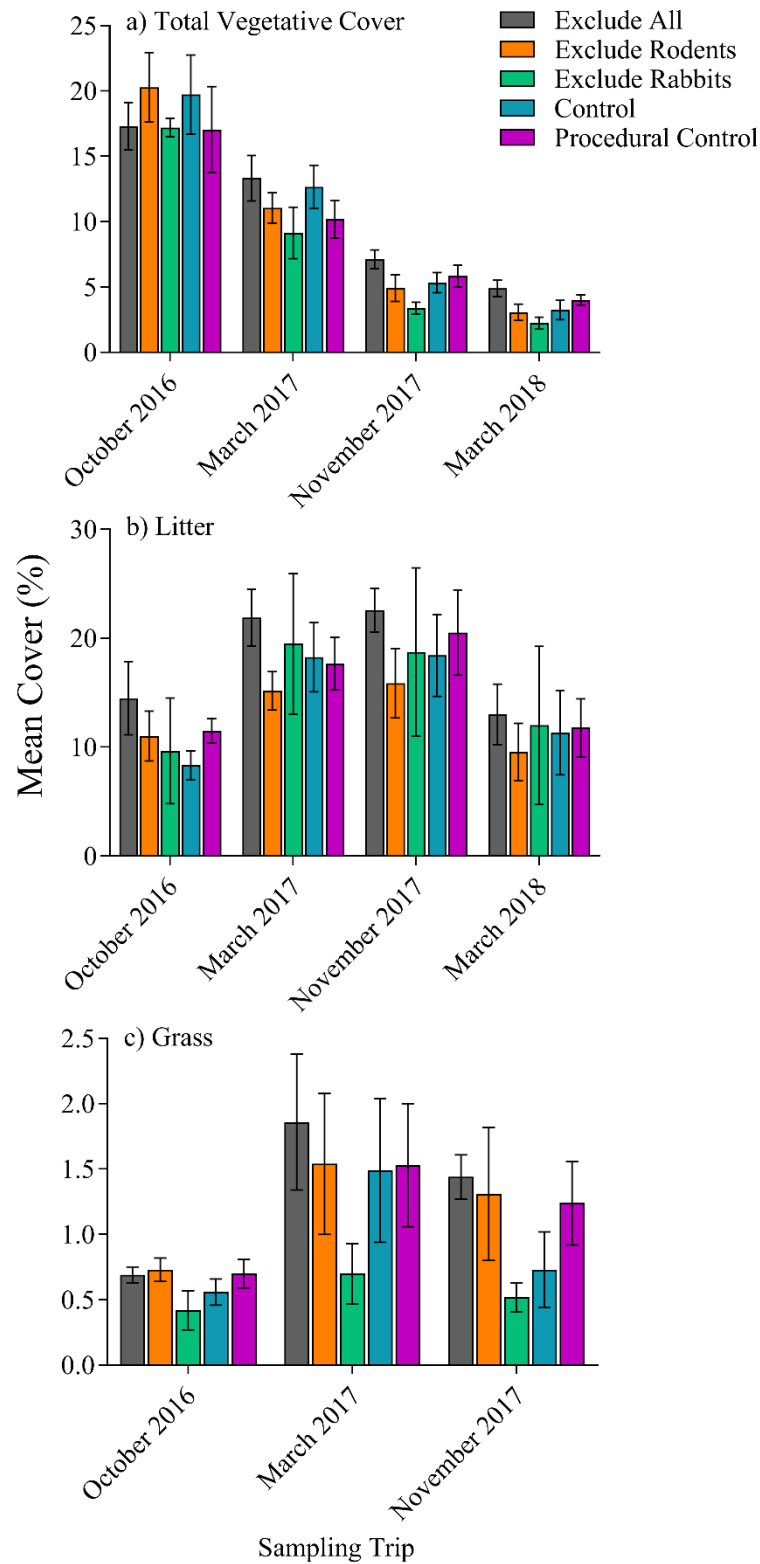 a) Total Vegetative Cover
Exclude All
Exclude Rodents
Exclude Rabbits
Control
Procedural Control
25
20
15
10
5
0
October 2016
March 2017
November 2017
March 2018
b) Litter
Mean Cover (%)
30
20
10
0
October 2016
March 2017
November 2017
March 2018
c) Grass
2.5
2.0
1.5
1.0
0.5
0.0
October 2016
March 2017
November 2017
Sampling Trip